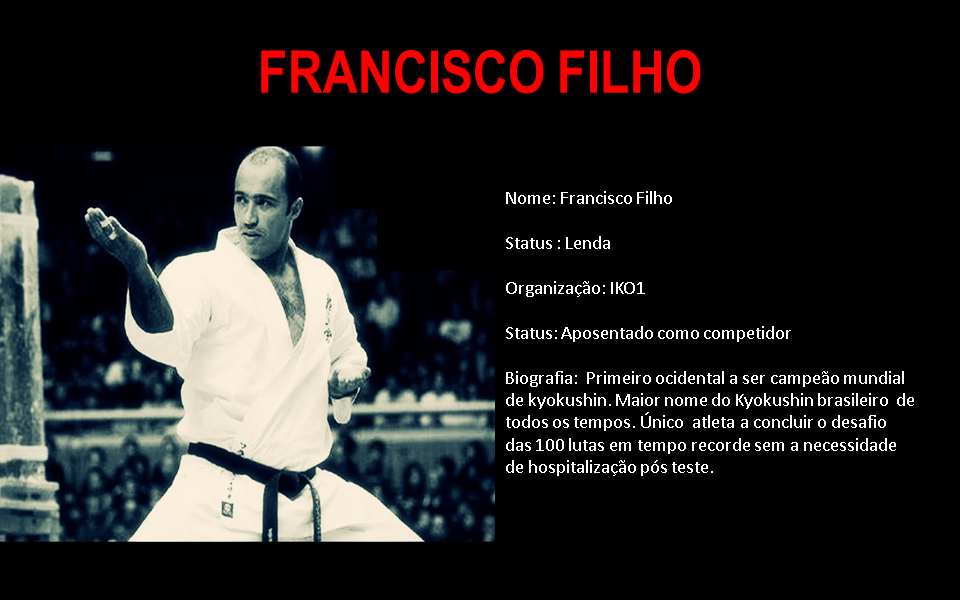 FRANCISCO FILHO
Nome: Francisco Filho
Status : Lenda
Organização: IKO1
Status: Aposentado como competidor
Biografia: Primeiro ocidental a ser campeão mundial
de kyokushin. Maior nome do Kyokushin brasileiro de
todos os tempos. Único atleta a concluir o desafio
das 100 lutas em tempo recorde sem a necessidade
de hospitalização pós teste.